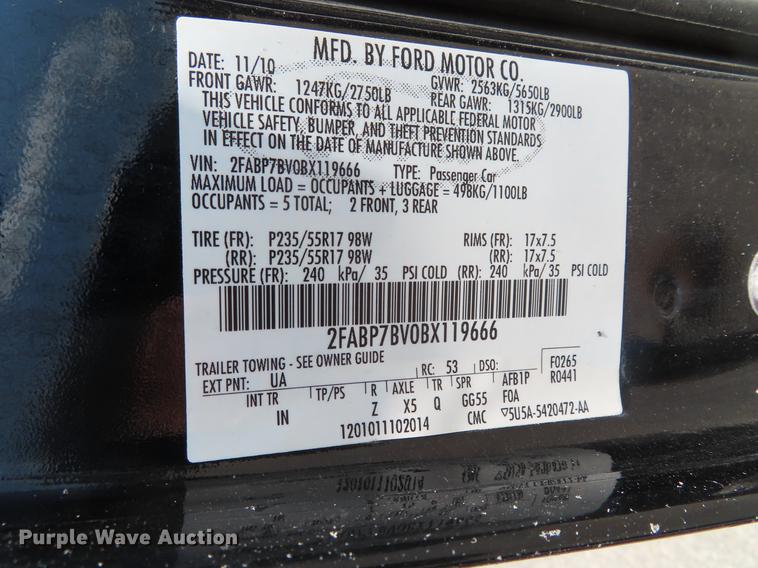 MFD. BY FORD MOTOR CO.
DATE: 11/10 GVWR: 2563KG/5650LB
FRONT GAWR: 1247KG/2750LB REAR GAWR: 1315KG/2900LB
THIS VEHICLE CONFORMS TO ALL APPLICABLE FEDERAL MOTOR
VEHICLE SAFETY, BUMPER, AND THEFT PREVENTION STANDARDS
IN EFFECT ON THE DATE OF MANUFACTURE SHOWN ABOVE.
VIN: 2FABP7BV0BX119666 TYPE: Passenger Car
MAXIMUM LOAD = OCCUPANTS + LUGGAGE = 498KG/1100LB
OCCUPANTS = 5 TOTAL; 2 FRONT, 3 REAR
TIRE (FR): P235/55R17 98W RIMS (FR): 17x7.5
(RR): P235/55R17 98W (RR): 17x7.5
PRESSURE (FR): 240 kPa/ 35 PSI COLD (RR): 240 kPa/ 35 PSI COLD
2FABP7BV0BX119666
TRAILER TOWING - SEE OWNER GUIDE
EXT PNT: UA RC: 53 DSO: F0265
INT TR TP/PS R AXLE TR SPR AFB1P R0441
IN Z X5 Q GG55 FOA
1201011102014 CMC ▽5U5A-5420472-AA
Purple Wave Auction